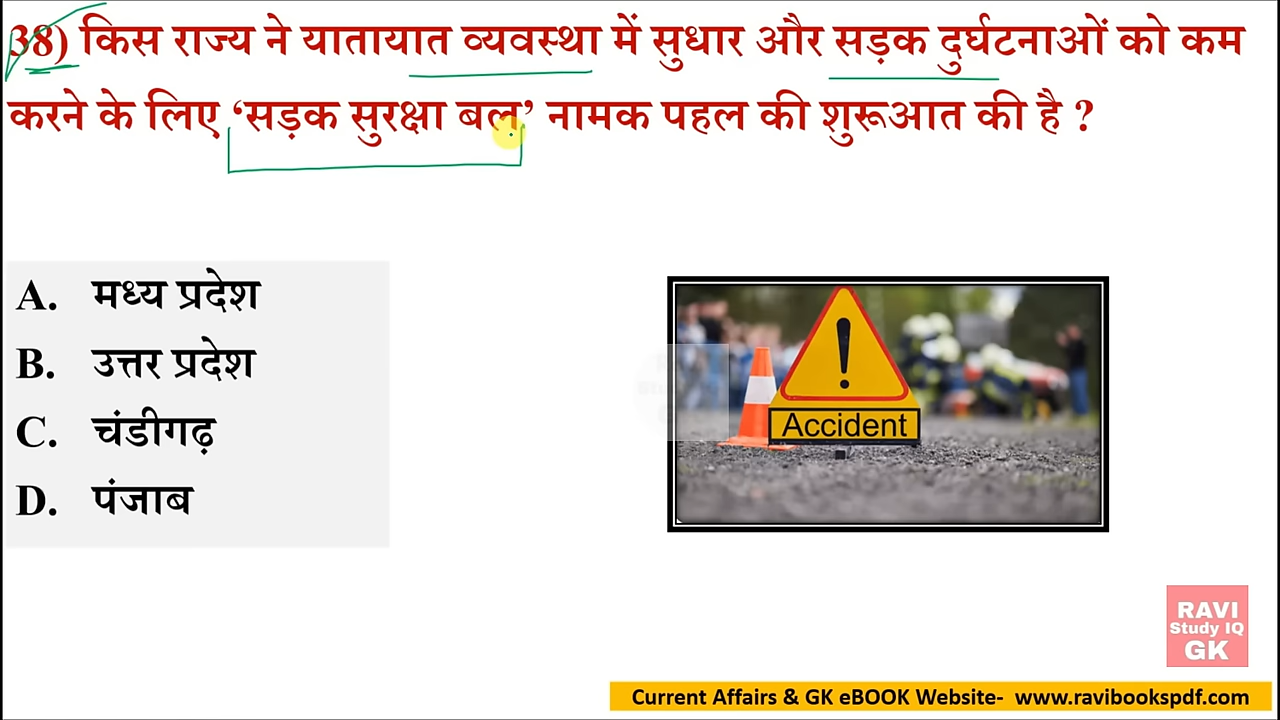 38) किस राज्य ने यातायात व्यवस्था में सुधार और सड़क दुर्घटनाओं को कम
करने के लिए ‘सड़क सुरक्षा बल’ नामक पहल की शुरूआत की है ?
A. मध्य प्रदेश
B. उत्तर प्रदेश
C. चंडीगढ़
D. पंजाब
Accident
RAVI
Study IQ
GK
Current Affairs & GK eBOOK Website- www.ravibookspdf.com